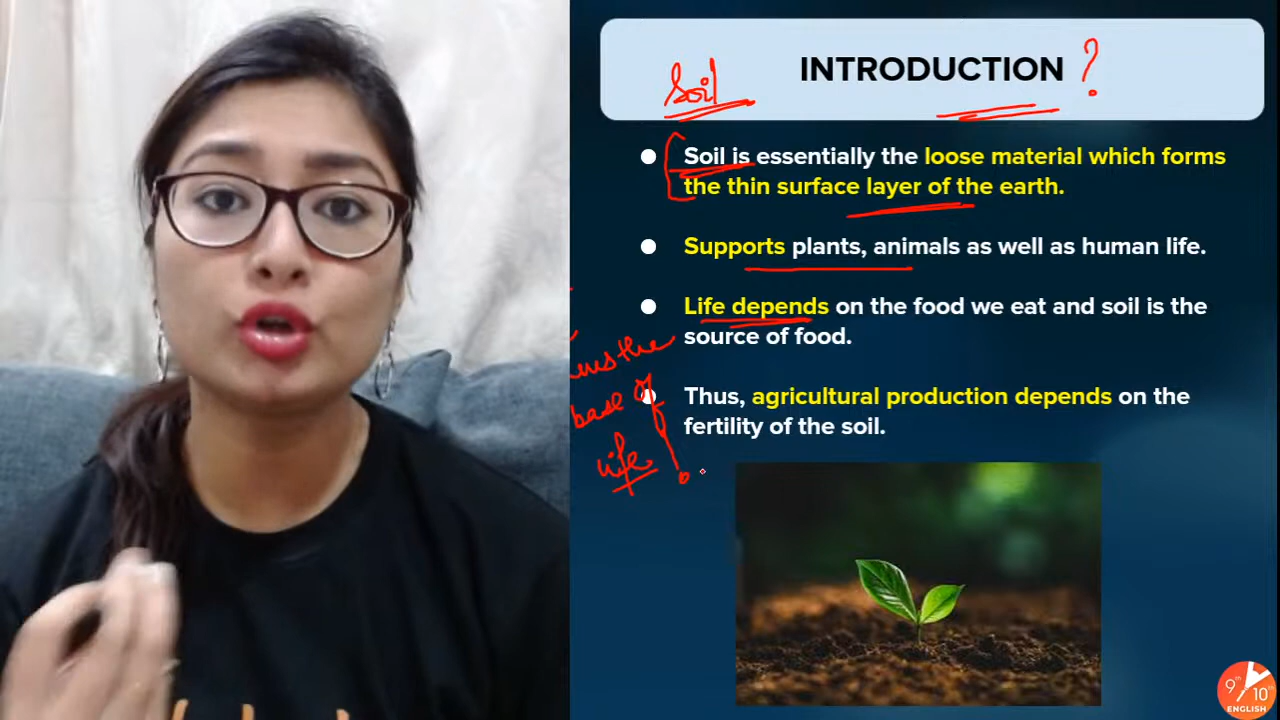 INTRODUCTION ?
Soil
Soil is essentially the loose material which forms
the thin surface layer of the earth.
Supports plants, animals as well as human life.
Life depends on the food we eat and soil is the
source of food.
the
base of
life!
Thus, agricultural production depends on the
fertility of the soil.
9th 10th
ENGLISH